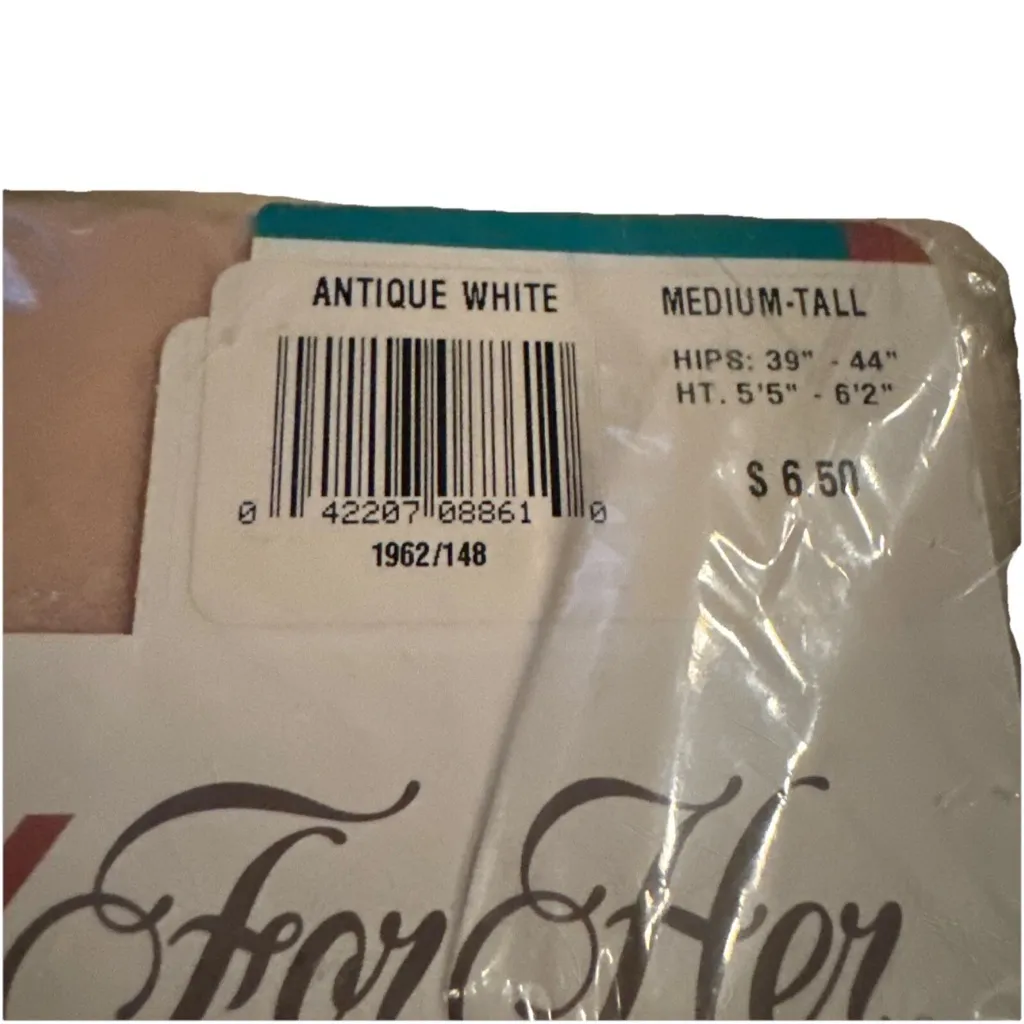 ANTIQUE WHITE
0 42207 08861 0
1962/148
MEDIUM-TALL
HIPS: 39" - 44"
HT. 5'5" - 6'2"
$ 6.50
For Her